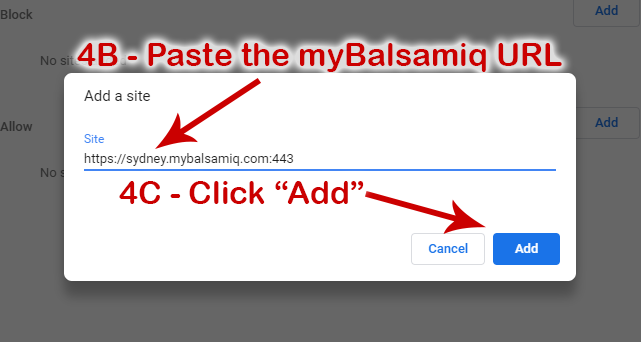 Block
Add
No si
4B - Paste the myBalsamiq URL
Add a site
Allow
Add
Site
https://sydney.mybalsamiq.com:443
No s
4C - Click “Add”
Cancel
Add